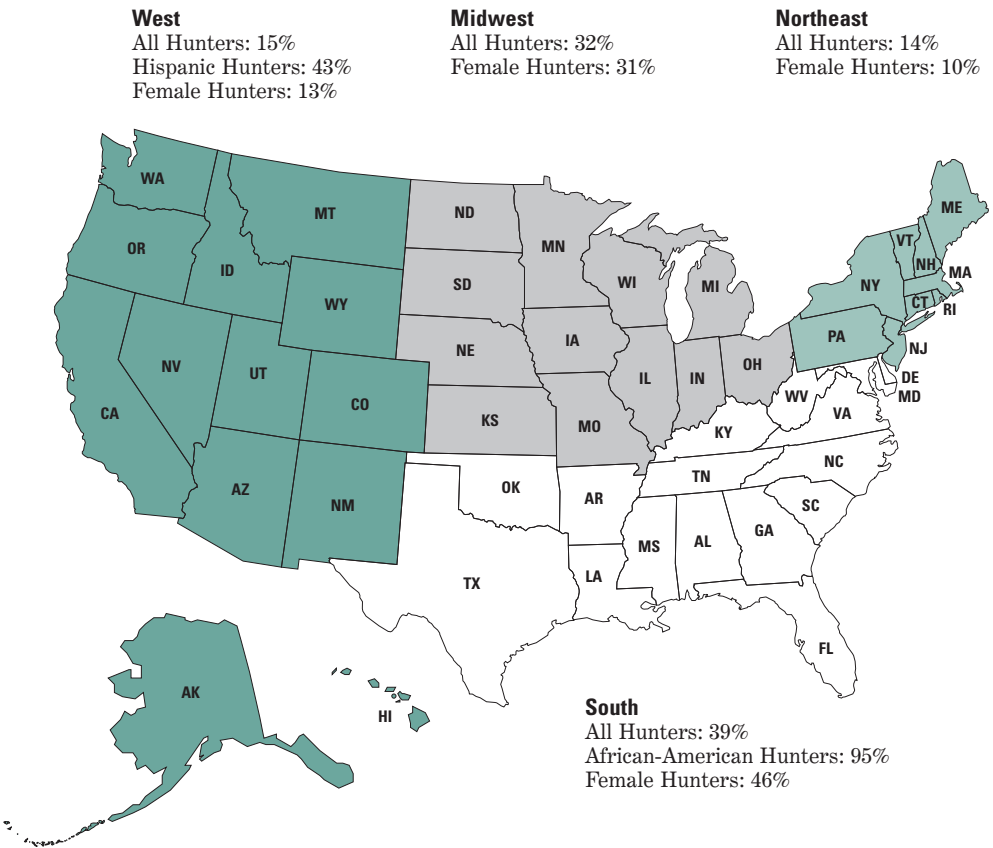 West
All Hunters: 15%
Hispanic Hunters: 43%
Female Hunters: 13%
Midwest
All Hunters: 32%
Female Hunters: 31%
Northeast
All Hunters: 14%
Female Hunters: 10%
WA
OR
ID
MT
WY
CA
NV
UT
CO
AZ
NM
ND
SD
NE
KS
MN
IA
MO
WI
IL
MI
IN
OH
ME
VT
NH
MA
NY
CT
RI
PA
NJ
DE
MD
WV
VA
KY
NC
TN
SC
OK
AR
MS
AL
GA
LA
TX
FL
AK
HI
South
All Hunters: 39%
African-American Hunters: 95%
Female Hunters: 46%